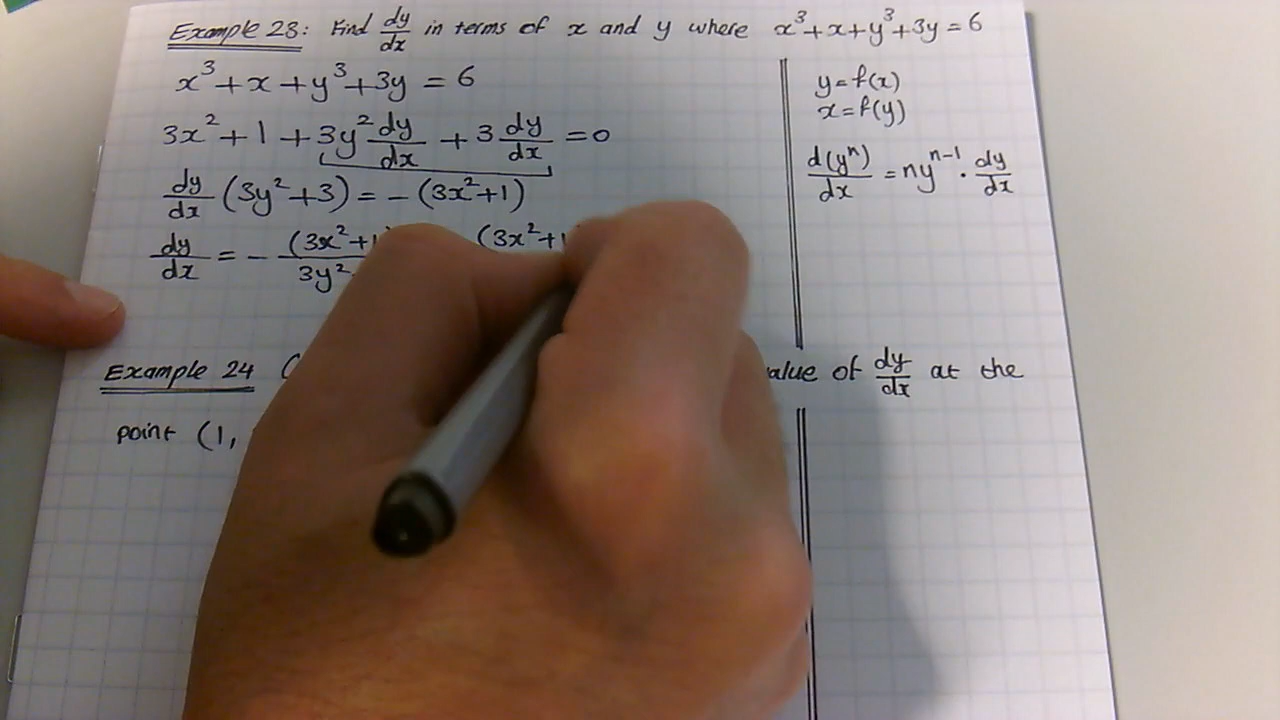 Example 23: Find dy/dx in terms of x and y where x³+x+y³+3y=6
x³+x+y³+3y = 6
3x²+1+3y² dy/dx +3 dy/dx =0
dy/dx (3y²+3) = -(3x²+1)
dy/dx = - (3x²+1 / 3y² (3x²+1
y=f(x)
x=f(y)
d(yⁿ)/dx = nyⁿ⁻¹ · dy/dx
Example 24 of dy/dx at the
point (1,